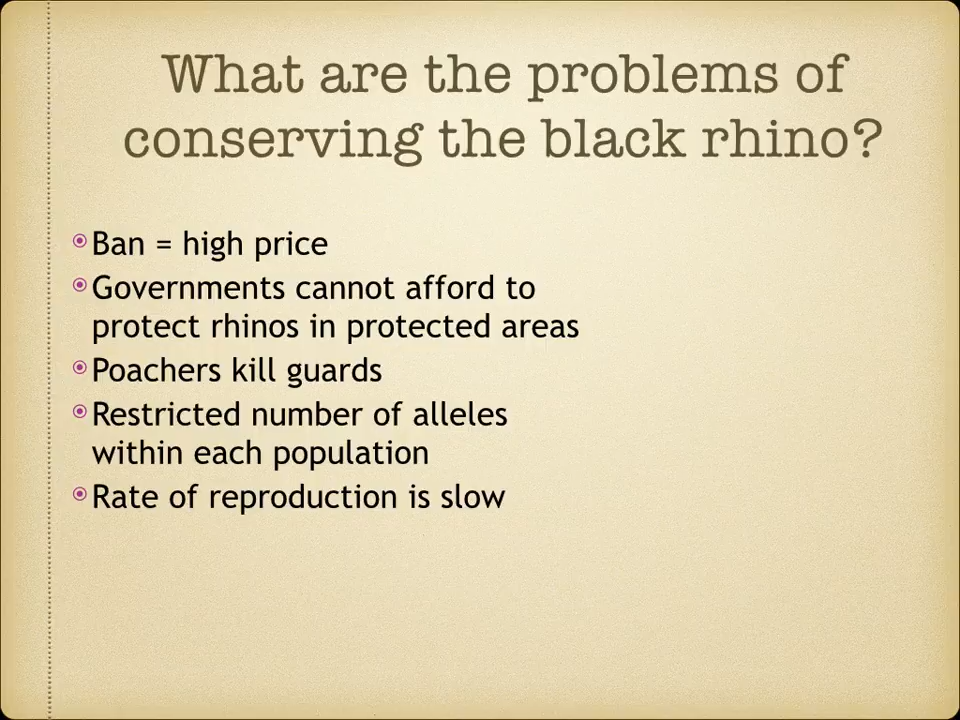 What are the problems of
conserving the black rhino?
Ban = high price
Governments cannot afford to
protect rhinos in protected areas
Poachers kill guards
Restricted number of alleles
within each population
Rate of reproduction is slow